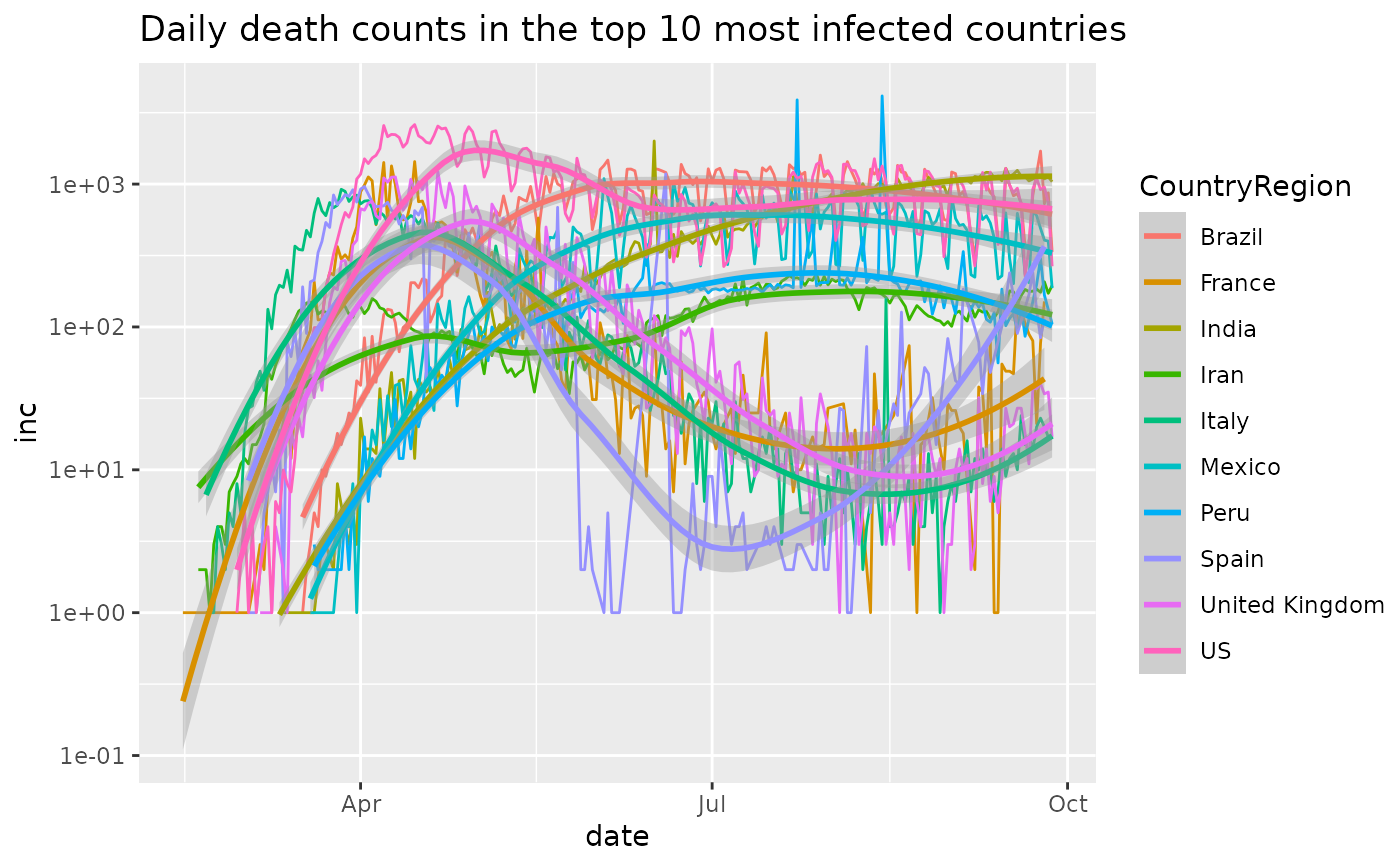 Daily death counts in the top 10 most infected countries
inc
1e+03
1e+02
1e+01
1e+00
1e-01
Apr
Jul
Oct
date
CountryRegion
Brazil
France
India
Iran
Italy
Mexico
Peru
Spain
United Kingdom
US